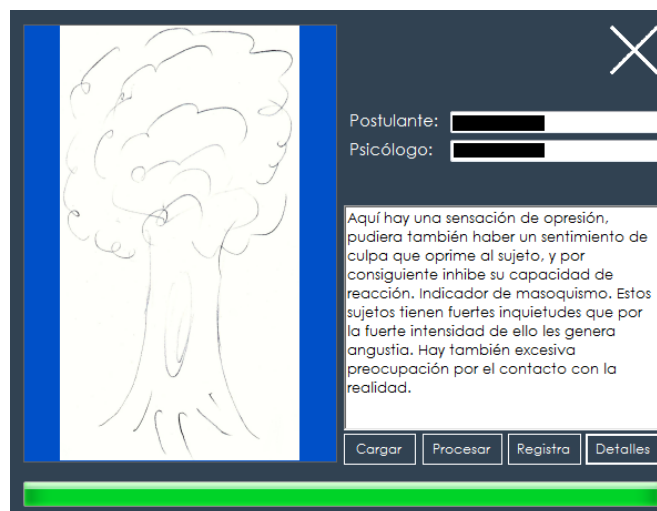 Postulante:
Psicólogo:
Aquí hay una sensación de opresión,
pudiera también haber un sentimiento de
culpa que oprime al sujeto, y por
consiguiente inhibe su capacidad de
reacción. Indicador de masoquismo. Estos
sujetos tienen fuertes inquietudes que por
la fuerte intensidad de ello les genera
angustia. Hay también excesiva
preocupación por el contacto con la
realidad.
Cargar Procesar Registra Detalles